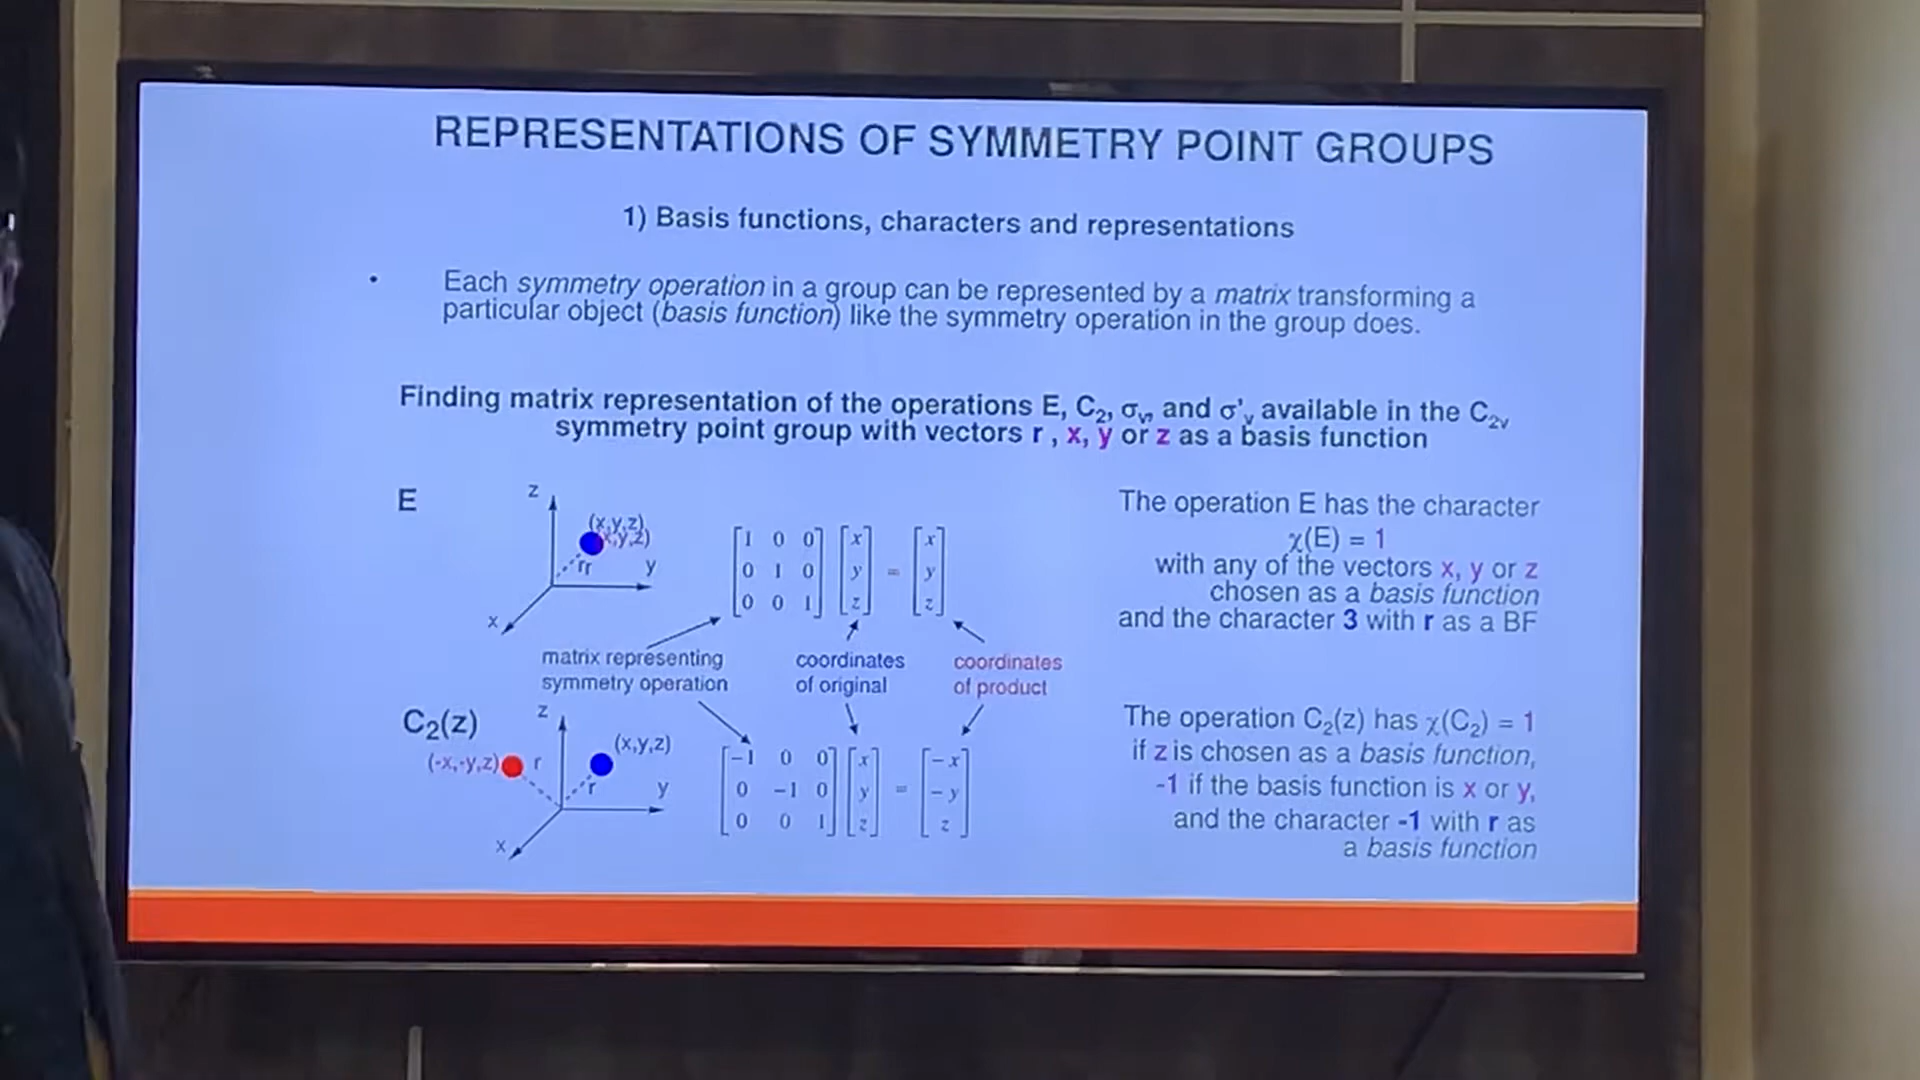 REPRESENTATIONS OF SYMMETRY POINT GROUPS
1) Basis functions, characters and representations
• Each symmetry operation in a group can be represented by a matrix transforming a
particular object (basis function) like the symmetry operation in the group does.
Finding matrix representation of the operations E, C₂, σᵥ, and σ'ᵥ available in the C₂ᵥ
symmetry point group with vectors r , x, y or z as a basis function
E
z
(x,y,z)
(x,y,z)
rr
y
x
[1 0 0] [x] [x]
[0 1 0] [y] = [y]
[0 0 1] [z] [z]
The operation E has the character
χ(E) = 1
with any of the vectors x, y or z
chosen as a basis function
and the character 3 with r as a BF
matrix representing
symmetry operation
coordinates
of original
coordinates
of product
C₂(z)
z
(-x,-y,z)
r
(x,y,z)
r
y
x
[-1 0 0] [x] [-x]
[0 -1 0] [y] = [-y]
[0 0 1] [z] [z]
The operation C₂(z) has χ(C₂) = 1
if z is chosen as a basis function,
-1 if the basis function is x or y,
and the character -1 with r as
a basis function